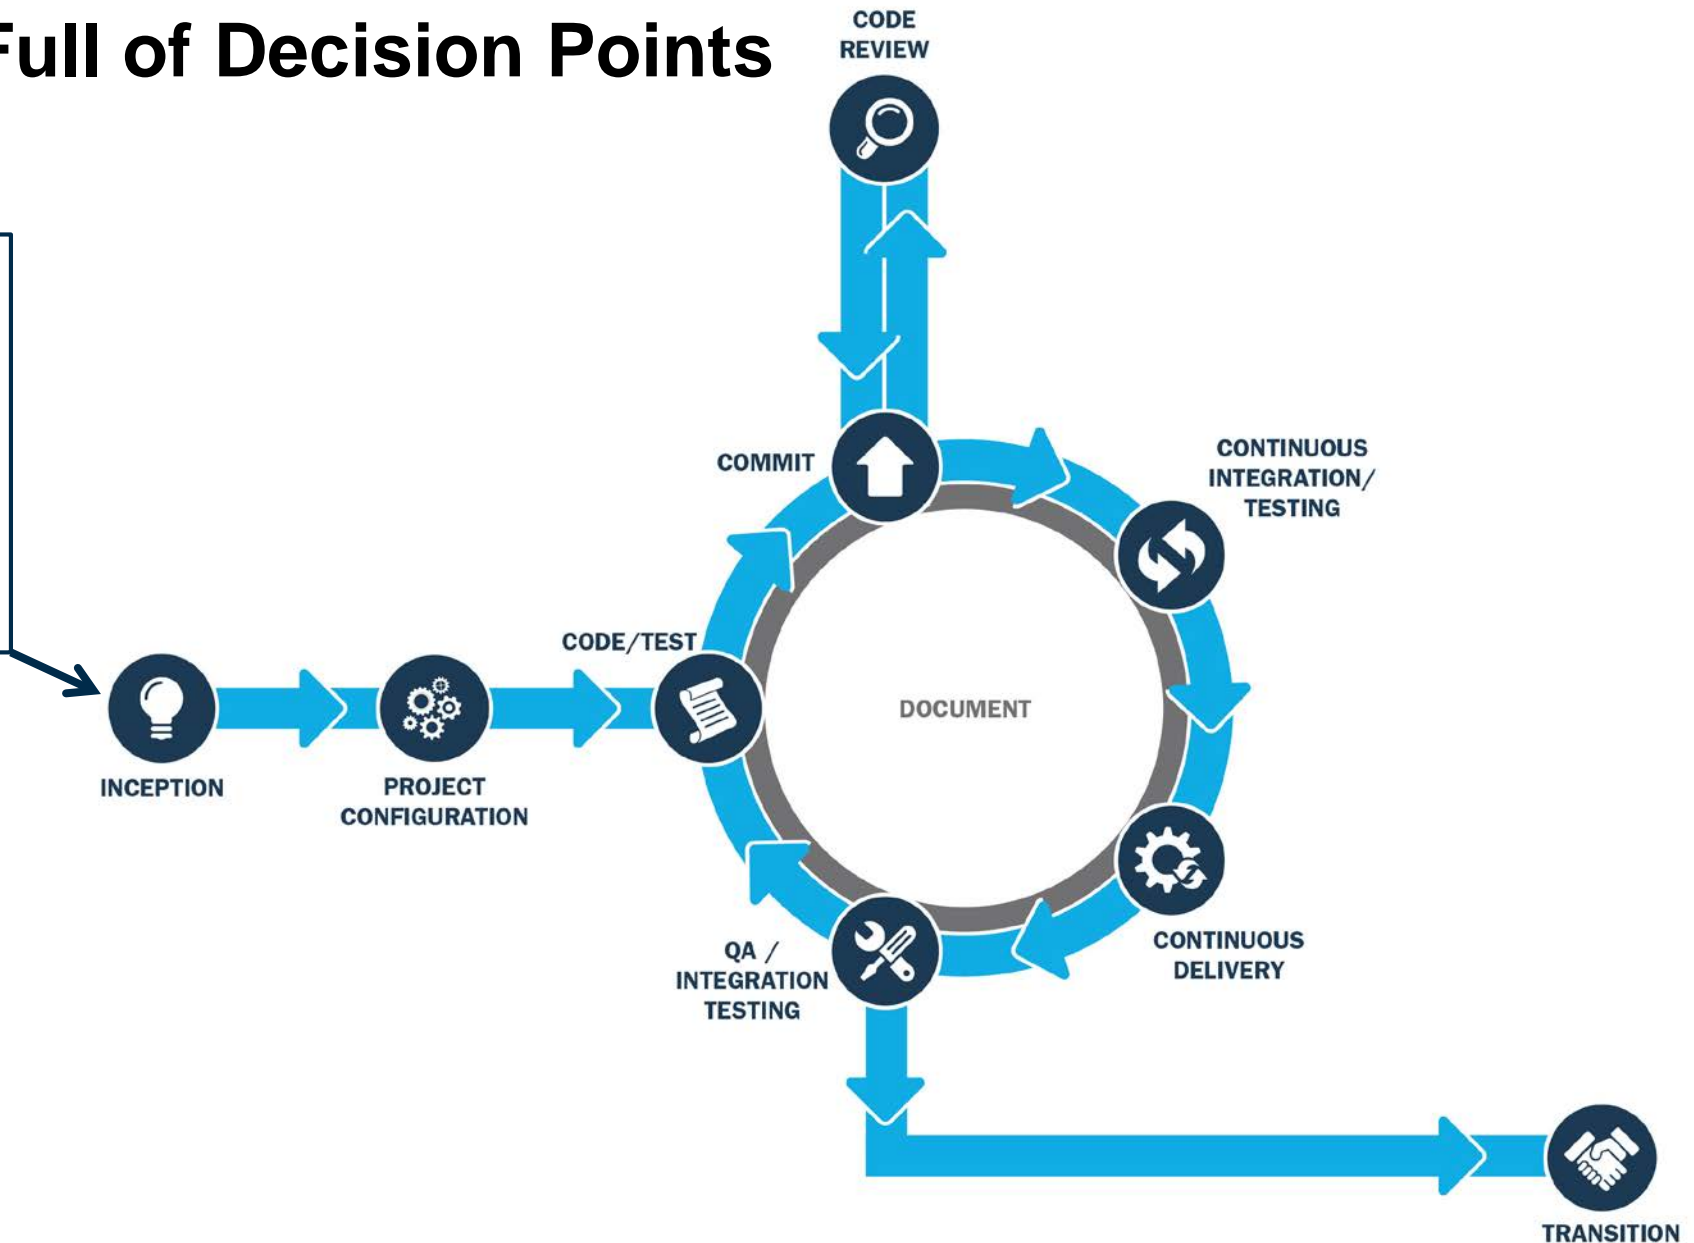 Full of Decision Points
CODE
REVIEW
COMMIT
CONTINUOUS
INTEGRATION/
TESTING
CODE/TEST
DOCUMENT
INCEPTION
PROJECT
CONFIGURATION
QA /
INTEGRATION
TESTING
CONTINUOUS
DELIVERY
TRANSITION